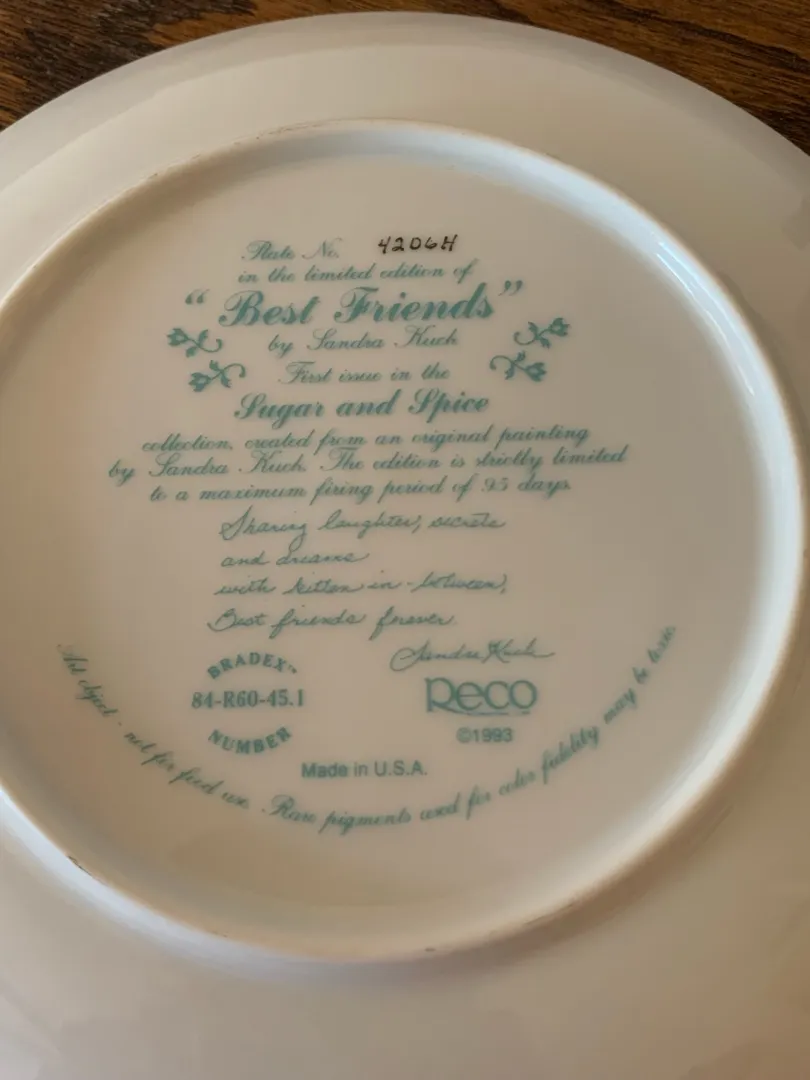 Plate No. 4206H
in the limited edition of
"Best Friends"
by Sandra Kuck
First issue in the
Sugar and Spice
collection, created from an original painting
by Sandra Kuck. The edition is strictly limited
to a maximum firing period of 95 days.
Sharing laughter, secrets
and dreams
with kitten in-between,
Best friends forever.
Sandra Kuck
BRADEX™
84-R60-45.1
NUMBER
Reco
©1993
Made in U.S.A.
Art object - not for food use. Rare pigments used for color fidelity may be toxic.